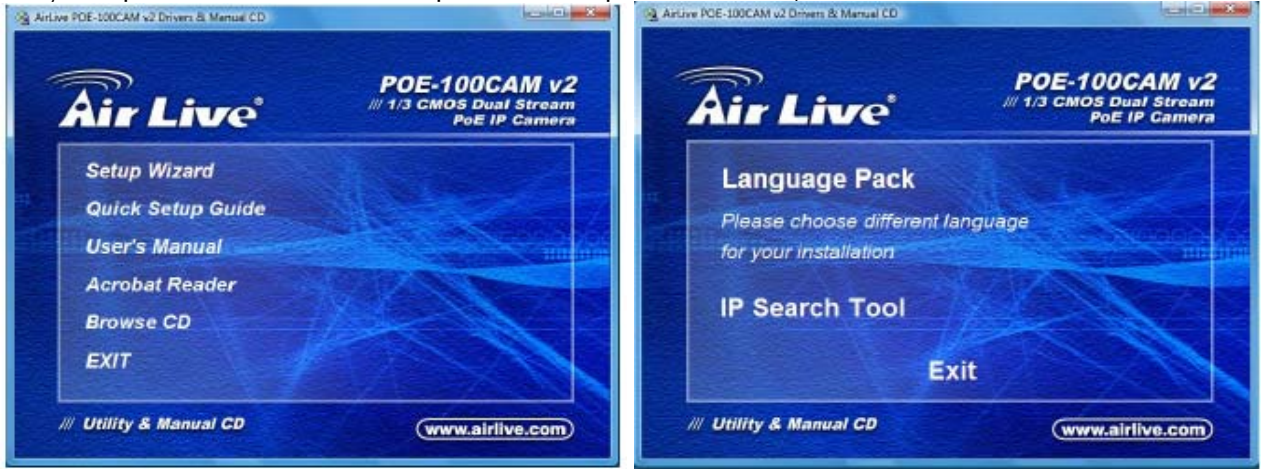 AirLive POE-100CAM v2 Drivers & Manual CD
Air Live®
POE-100CAM v2
/// 1/3 CMOS Dual Stream
PoE IP Camera
Setup Wizard
Quick Setup Guide
User's Manual
Acrobat Reader
Browse CD
EXIT
/// Utility & Manual CD
www.airlive.com
AirLive POE-100CAM v2 Drivers & Manual CD
Air Live®
POE-100CAM v2
/// 1/3 CMOS Dual Stream
PoE IP Camera
Language Pack
Please choose different language
for your installation
IP Search Tool
Exit
/// Utility & Manual CD
www.airlive.com